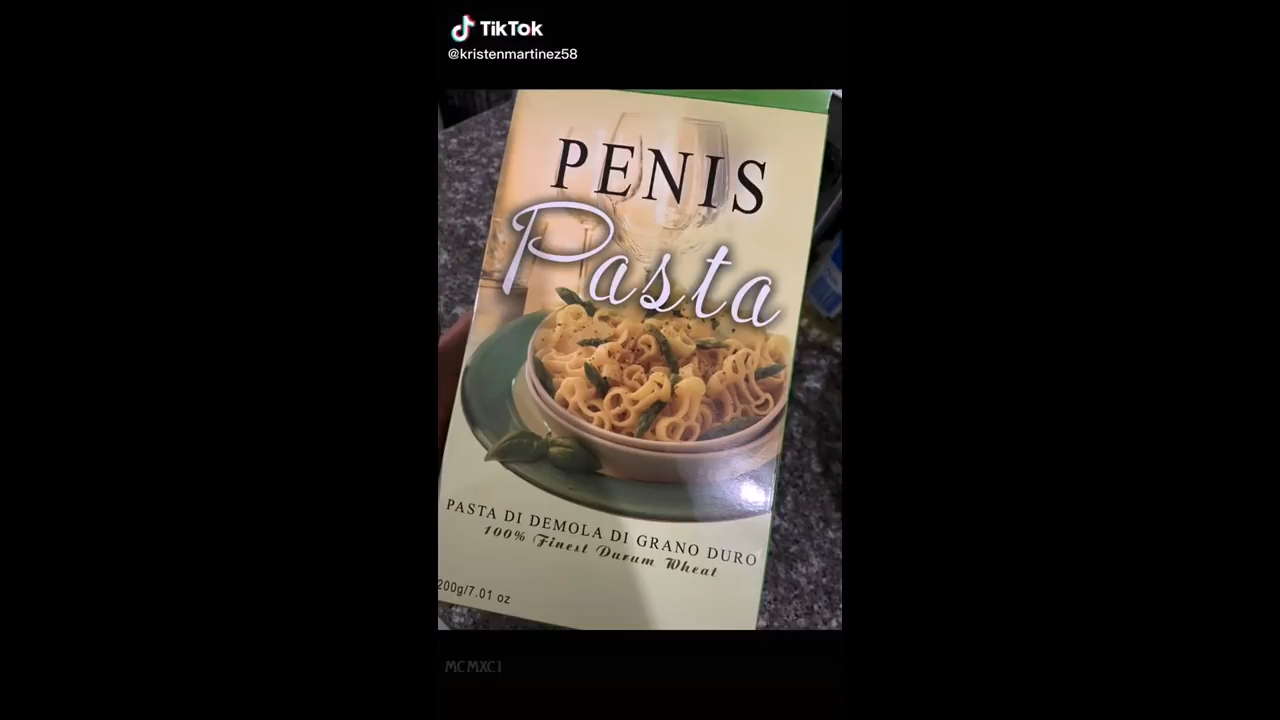 TikTok
@kristenmartinez58
PENIS
Pasta
PASTA DI DEMOLA DI GRANO DURO
100% Finest Durum Wheat
200g/7.01 oz
MCMXCI